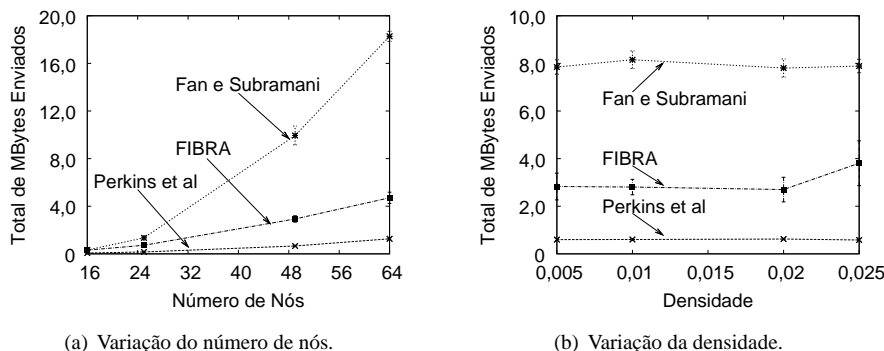 20,0
16,0
12,0
8,0
4,0
0
Total de MBytes Enviados
Fan e Subramani
FIBRA
Perkins et al
16 24 32 40 48 56 64
Número de Nós
(a) Variação do número de nós.
10,0
8,0
6,0
4,0
2,0
0,0
Total de MBytes Enviados
Fan e Subramani
FIBRA
Perkins et al
0,005 0,01 0,015 0,02 0,025
Densidade
(b) Variação da densidade.